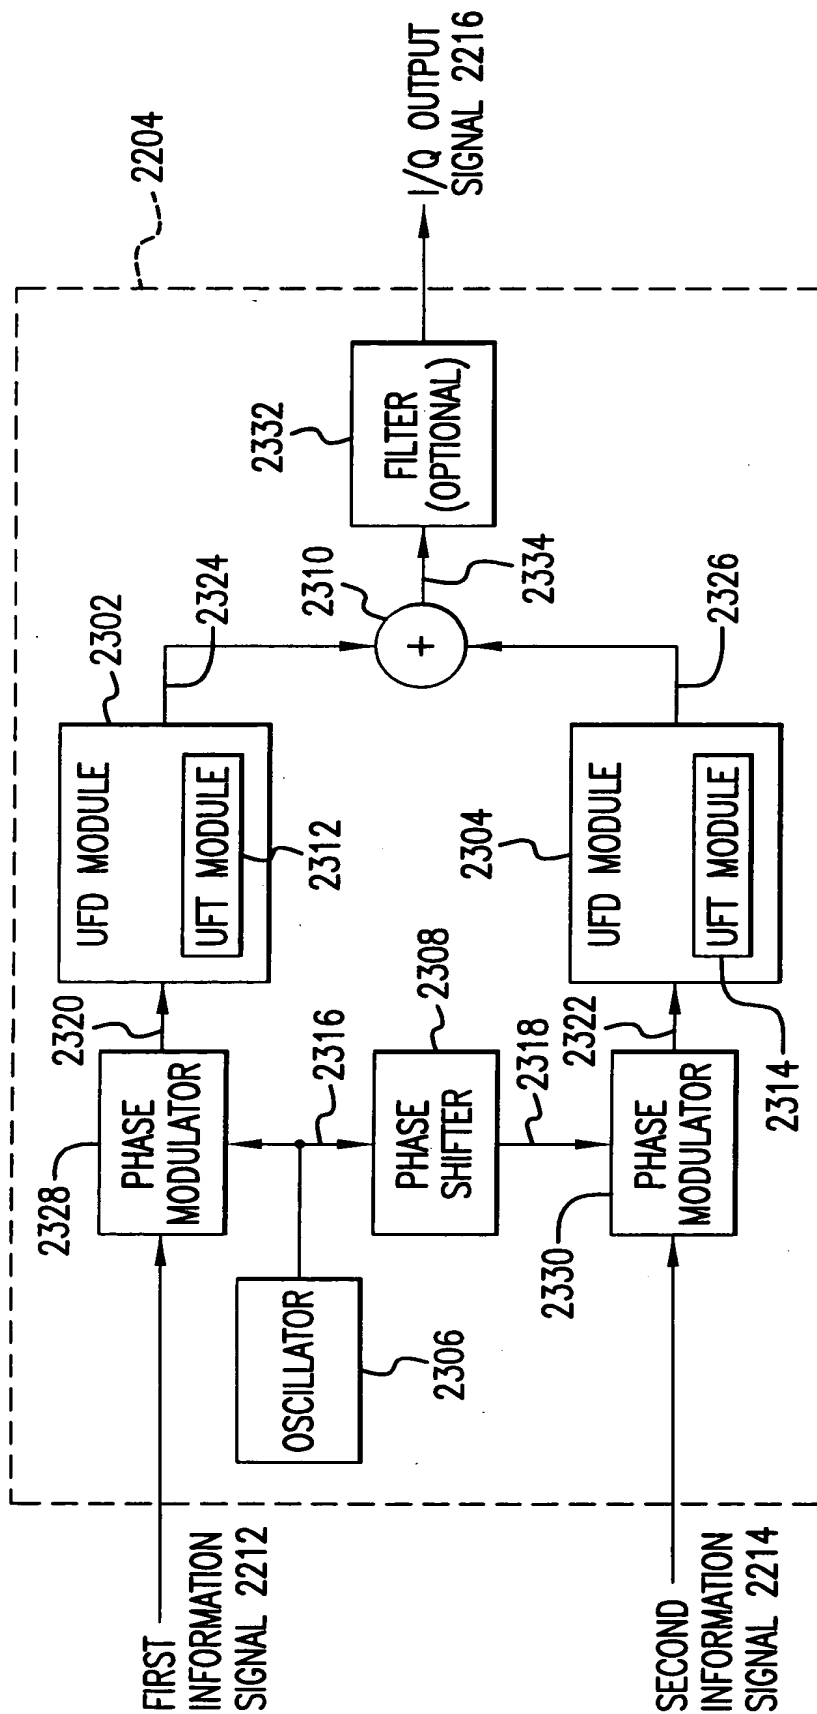 2204
FIRST
INFORMATION
SIGNAL 2212
2328
PHASE
MODULATOR
2320
UFD MODULE
2302
UFT MODULE
2312
2324
OSCILLATOR
2306
2316
PHASE
SHIFTER
2308
2318
2310
+
2334
2332
FILTER
(OPTIONAL)
I/Q OUTPUT
SIGNAL 2216
SECOND
INFORMATION
SIGNAL 2214
2330
PHASE
MODULATOR
2322
2304
UFD MODULE
UFT MODULE
2314
2326